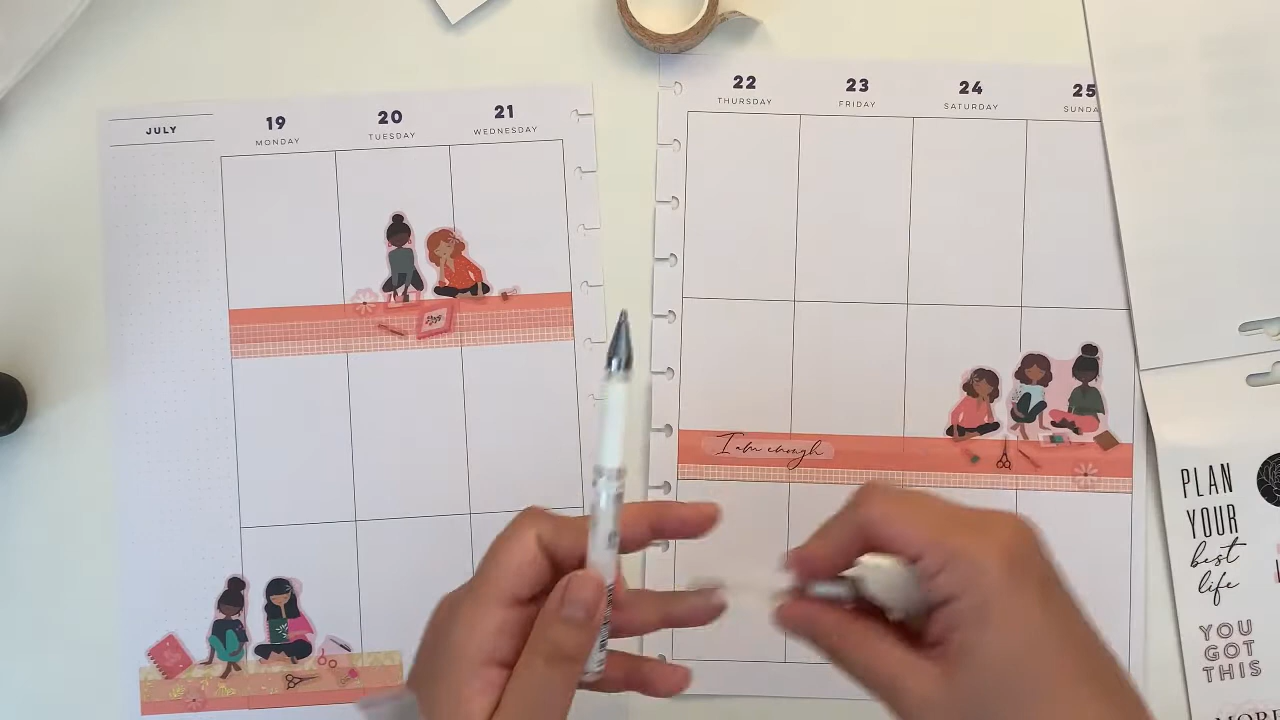 JULY
19
MONDAY
20
TUESDAY
21
WEDNESDAY
22
THURSDAY
23
FRIDAY
24
SATURDAY
25
I am enough
PLAN
YOUR
best
life
YOU
GOT
THIS